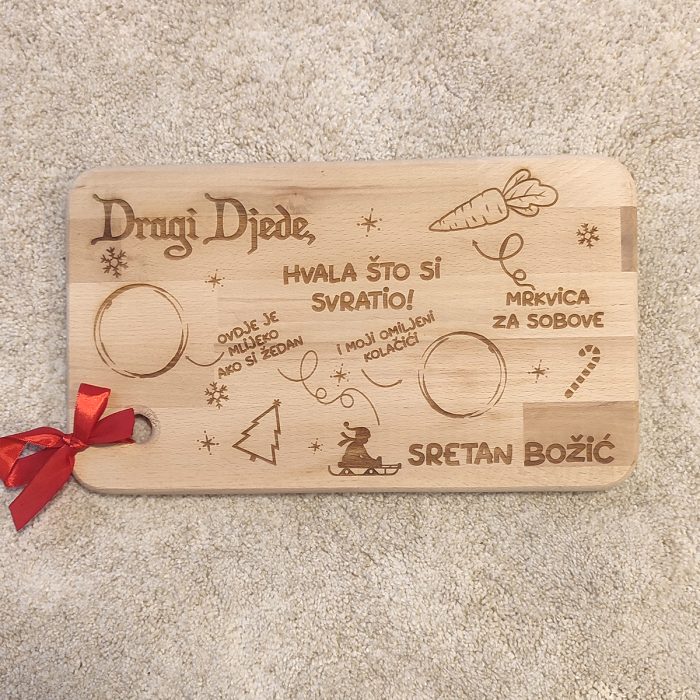 Dragi Djede,
HVALA ŠTO SI
SVRATIO!
MRKVICA
ZA SOBOVE
OVDJE JE
MLIJEKO
AKO SI ŽEDAN
I MOJI OMILJENI
KOLAČIĆI
SRETAN BOŽIĆ